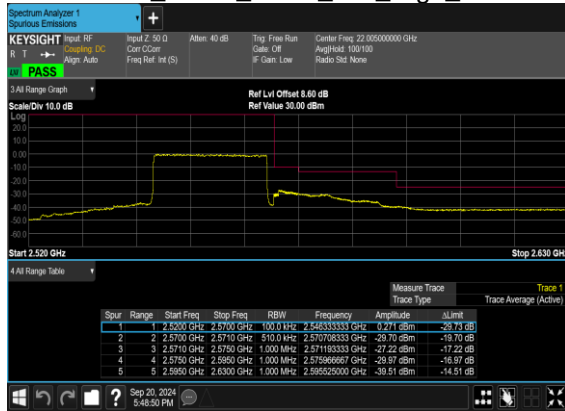 Spectrum Analyzer 1
Spurious Emissions
+
KEYSIGHT
R T
PASS
Input: RF
Coupling: DC
Align: Auto
Input Z: 50 Ω
Corr CCorr
Freq Ref: Int (S)
Atten: 40 dB
Trig: Free Run
Gate: Off
IF Gain: Low
Center Freq: 22.005000000 GHz
Avg|Hold: 100/100
Radio Std: None
3 All Range Graph
Scale/Div 10.0 dB
Ref Lvl Offset 8.60 dB
Ref Value 30.00 dBm
Log
20.0
10.0
0.00
-10.0
-20.0
-30.0
-40.0
-50.0
-60.0
Start 2.520 GHz
Stop 2.630 GH
4 All Range Table
Measure Trace Trace 1
Trace Type Trace Average (Active)
Spur Range Start Freq Stop Freq RBW Frequency Amplitude ΔLimit
1 1 2.5200 GHz 2.5700 GHz 100.0 kHz 2.546333333 GHz 0.271 dBm -29.73 dB
2 2 2.5700 GHz 2.5710 GHz 510.0 kHz 2.570708333 GHz -29.70 dBm -19.70 dB
3 3 2.5710 GHz 2.5750 GHz 1.000 MHz 2.571193333 GHz -27.22 dBm -17.22 dB
4 4 2.5750 GHz 2.5950 GHz 1.000 MHz 2.575966667 GHz -29.97 dBm -16.97 dB
5 5 2.5950 GHz 2.6300 GHz 1.000 MHz 2.595525000 GHz -39.51 dBm -14.51 dB
?
Sep 20, 2024
5:48:50 PM